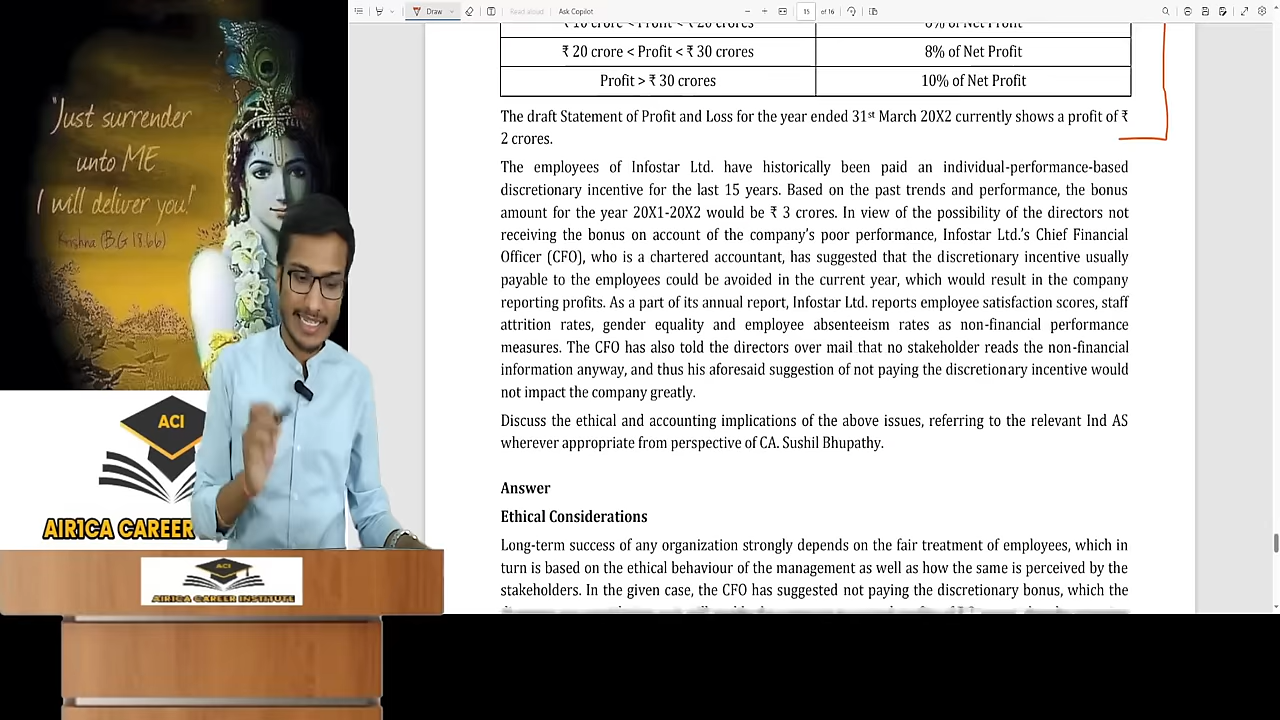 Draw
Read aloud
Ask Copilot
15
of 16
"Just surrender
unto ME
I will deliver you!"
Krishna (BG 18.66)
₹ 10 crore < Profit < ₹ 20 crores
6% of Net Profit
₹ 20 crore < Profit < ₹ 30 crores
8% of Net Profit
Profit > ₹ 30 crores
10% of Net Profit
The draft Statement of Profit and Loss for the year ended 31st March 20X2 currently shows a profit of ₹
2 crores.
The employees of Infostar Ltd. have historically been paid an individual-performance-based
discretionary incentive for the last 15 years. Based on the past trends and performance, the bonus
amount for the year 20X1-20X2 would be ₹ 3 crores. In view of the possibility of the directors not
receiving the bonus on account of the company's poor performance, Infostar Ltd.'s Chief Financial
Officer (CFO), who is a chartered accountant, has suggested that the discretionary incentive usually
payable to the employees could be avoided in the current year, which would result in the company
reporting profits. As a part of its annual report, Infostar Ltd. reports employee satisfaction scores, staff
attrition rates, gender equality and employee absenteeism rates as non-financial performance
measures. The CFO has also told the directors over mail that no stakeholder reads the non-financial
information anyway, and thus his aforesaid suggestion of not paying the discretionary incentive would
not impact the company greatly.
Discuss the ethical and accounting implications of the above issues, referring to the relevant Ind AS
wherever appropriate from perspective of CA. Sushil Bhupathy.
Answer
Ethical Considerations
Long-term success of any organization strongly depends on the fair treatment of employees, which in
turn is based on the ethical behaviour of the management as well as how the same is perceived by the
stakeholders. In the given case, the CFO has suggested not paying the discretionary bonus, which the
ACI
AIR1CA CAREER
ACI
AIR1CA CAREER INSTITUTE